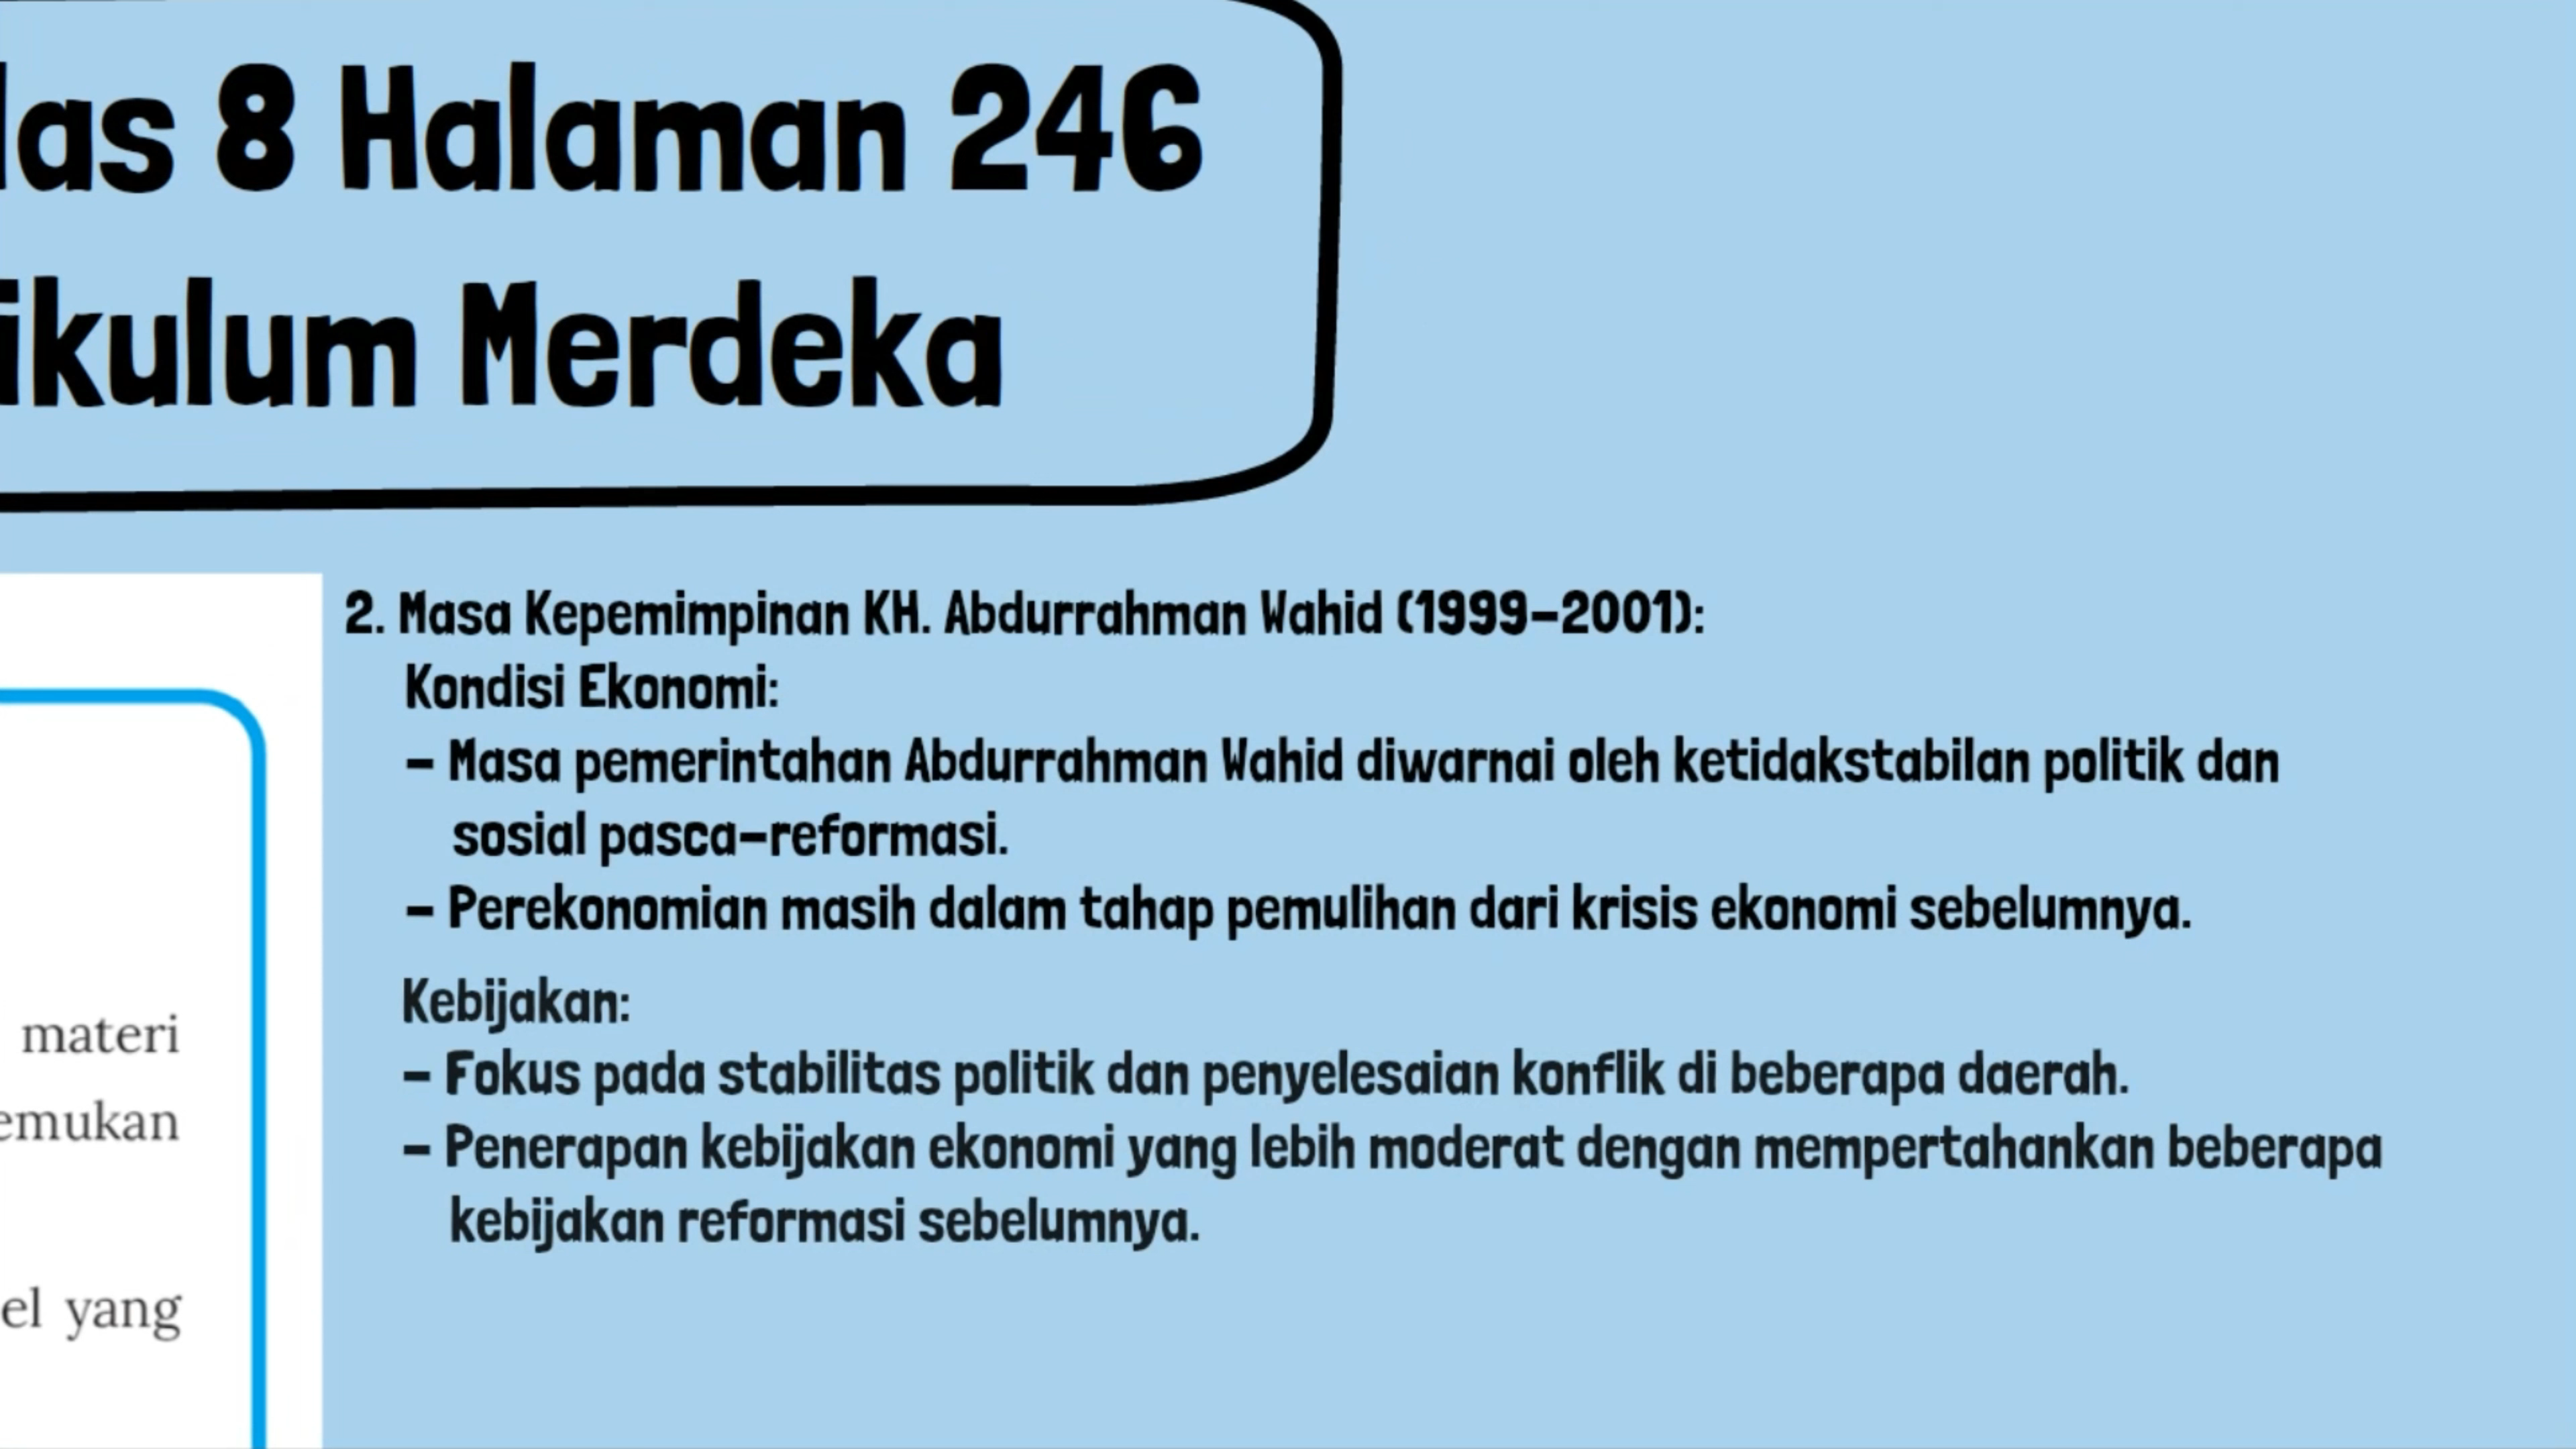 las 8 Halaman 246
ikulum Merdeka
2. Masa Kepemimpinan KH. Abdurrahman Wahid (1999-2001):
Kondisi Ekonomi:
- Masa pemerintahan Abdurrahman Wahid diwarnai oleh ketidakstabilan politik dan
sosial pasca-reformasi.
- Perekonomian masih dalam tahap pemulihan dari krisis ekonomi sebelumnya.
Kebijakan:
- Fokus pada stabilitas politik dan penyelesaian konflik di beberapa daerah.
- Penerapan kebijakan ekonomi yang lebih moderat dengan mempertahankan beberapa
kebijakan reformasi sebelumnya.
materi
emukan
el yang